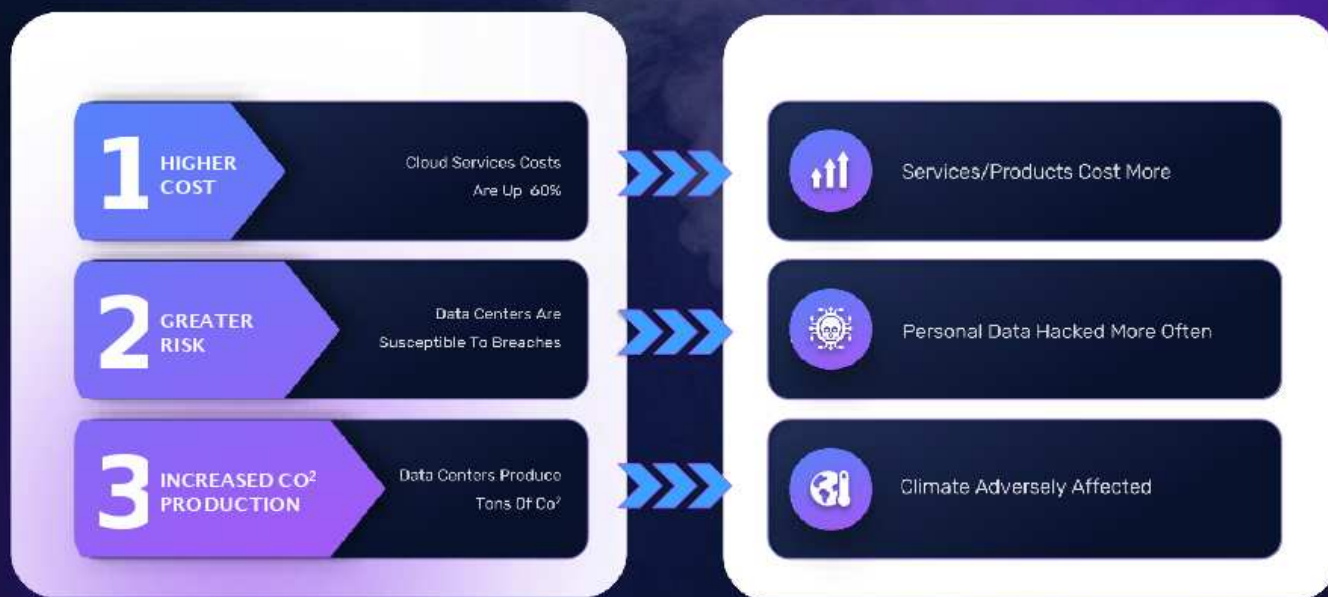 1
HIGHER
COST
Cloud Services Costs
Are Up 60%
Services/Products Cost More
2
GREATER
RISK
Data Centers Are
Susceptible To Breaches
Personal Data Hacked More Often
3
INCREASED CO²
PRODUCTION
Data Centers Produce
Tons Of Co²
Climate Adversely Affected